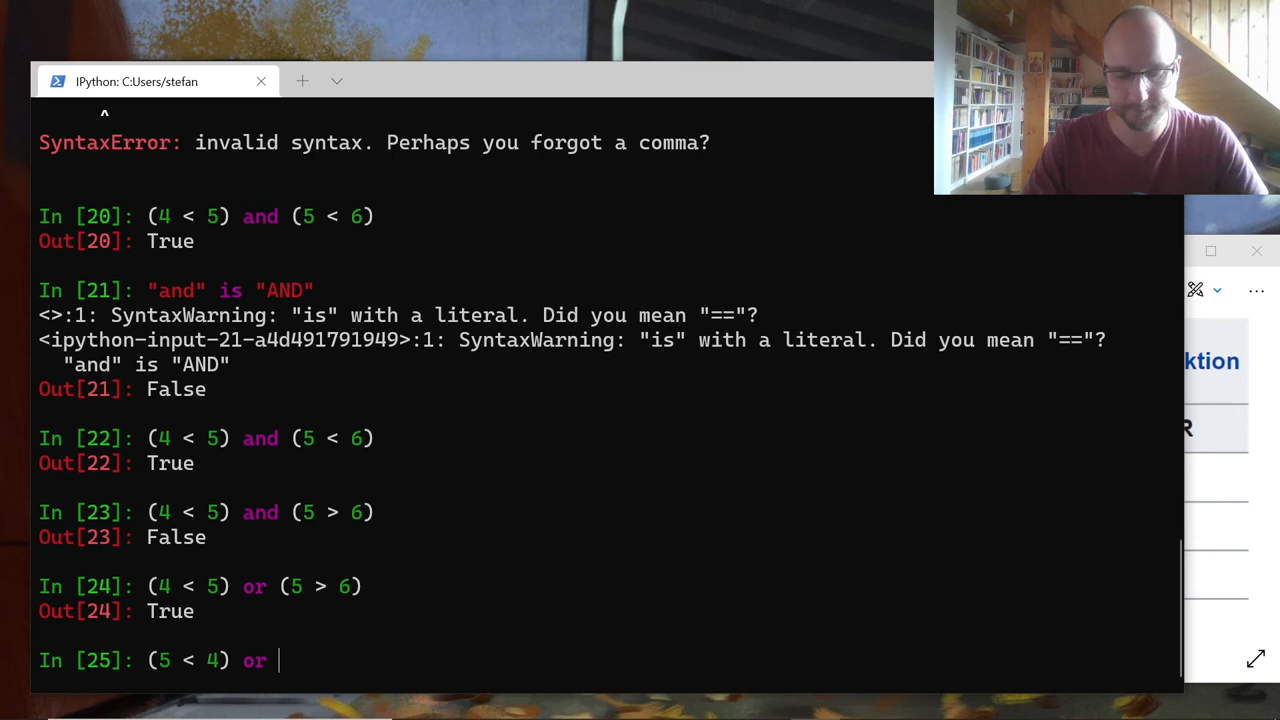 IPython: C:Users/stefan
^
SyntaxError: invalid syntax. Perhaps you forgot a comma?
In [20]: (4 < 5) and (5 < 6)
Out[20]: True
In [21]: "and" is "AND"
<>:1: SyntaxWarning: "is" with a literal. Did you mean "=="?
<ipython-input-21-a4d491791949>:1: SyntaxWarning: "is" with a literal. Did you mean "=="?
"and" is "AND"
Out[21]: False
In [22]: (4 < 5) and (5 < 6)
Out[22]: True
In [23]: (4 < 5) and (5 > 6)
Out[23]: False
In [24]: (4 < 5) or (5 > 6)
Out[24]: True
In [25]: (5 < 4) or
ktion
R